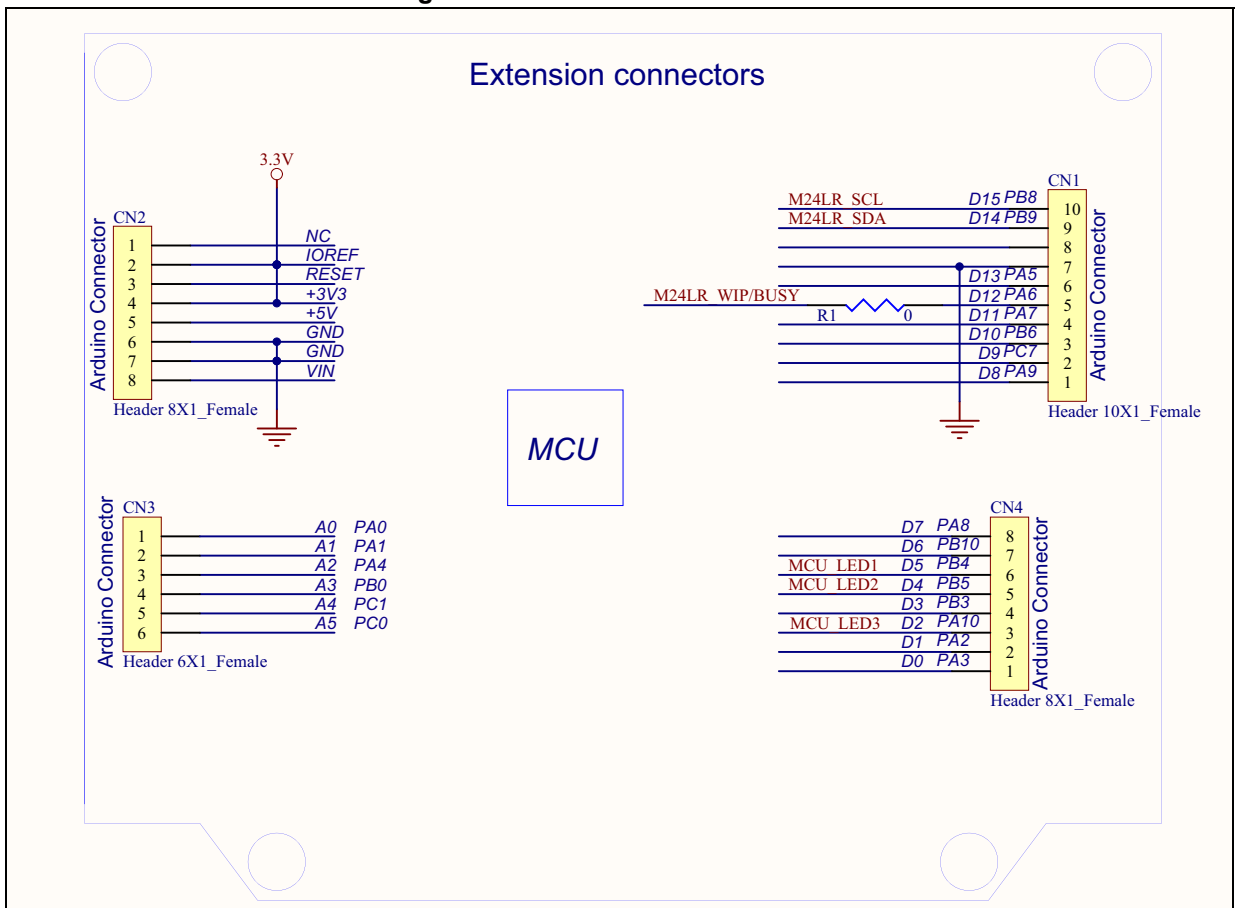 Extension connectors
3.3V
CN2
Arduino Connector
1 NC
2 IOREF
3 RESET
4 +3V3
5 +5V
6 GND
7 GND
8 VIN
Header 8X1_Female
CN1
M24LR_SCL D15 PB8 10
M24LR_SDA D14 PB9 9
8
7
D13 PA5 6
M24LR_WIP/BUSY R1 0 D12 PA6 5
D11 PA7 4
D10 PB6 3
D9 PC7 2
D8 PA9 1
Arduino Connector
Header 10X1_Female
MCU
CN3
Arduino Connector
1 A0 PA0
2 A1 PA1
3 A2 PA4
4 A3 PB0
5 A4 PC1
6 A5 PC0
Header 6X1_Female
CN4
D7 PA8 8
D6 PB10 7
MCU_LED1 D5 PB4 6
MCU_LED2 D4 PB5 5
D3 PB3 4
MCU_LED3 D2 PA10 3
D1 PA2 2
D0 PA3 1
Arduino Connector
Header 8X1_Female